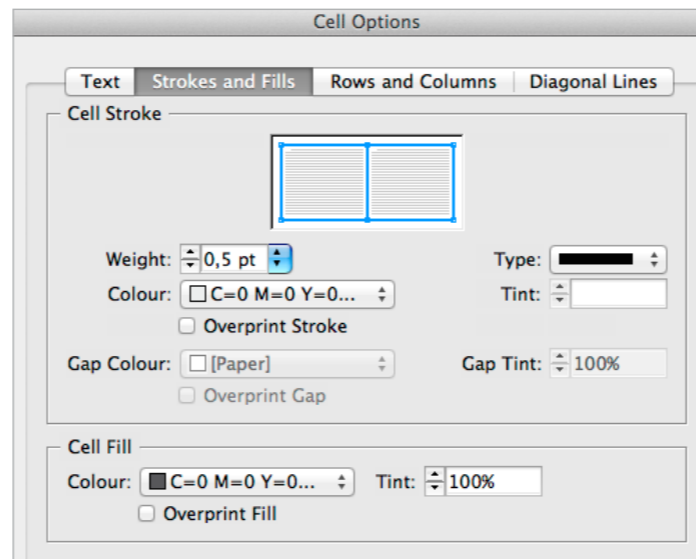 Cell Options
Text Strokes and Fills Rows and Columns Diagonal Lines
Cell Stroke
Weight: 0,5 pt Type:
Colour: C=0 M=0 Y=0... Tint:
Overprint Stroke
Gap Colour: [Paper] Gap Tint: 100%
Overprint Gap
Cell Fill
Colour: C=0 M=0 Y=0... Tint: 100%
Overprint Fill